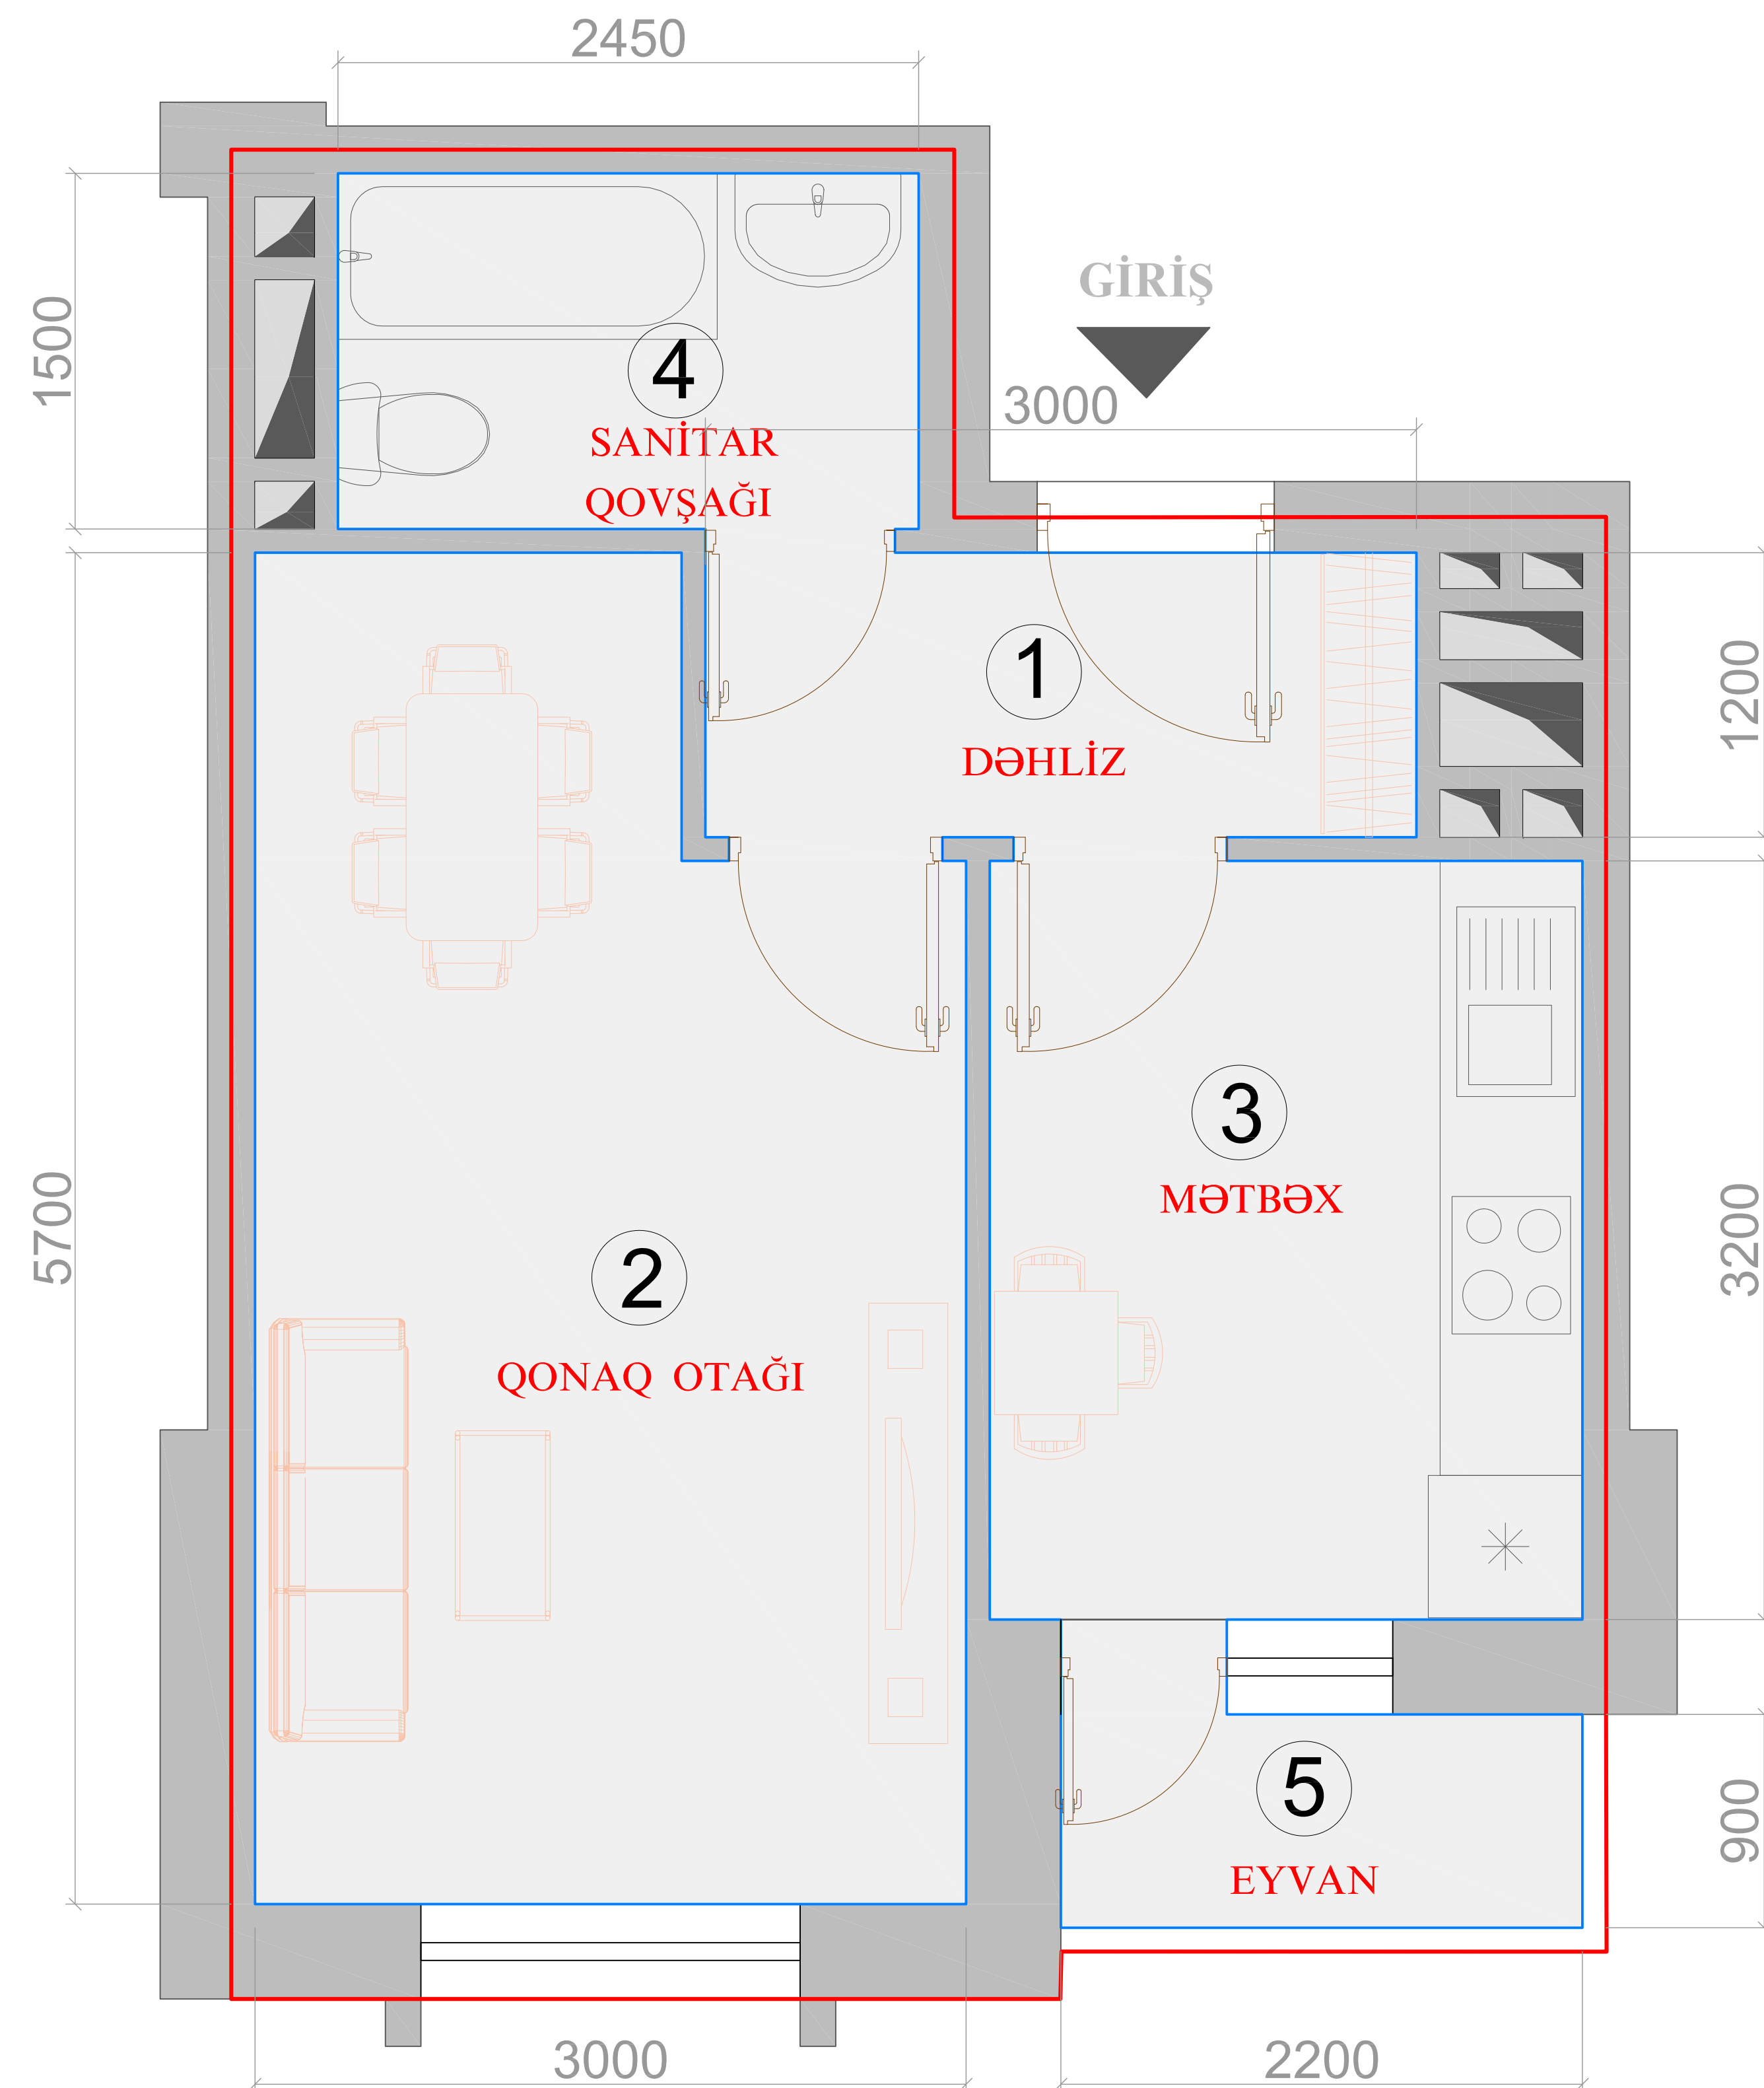 2450
GİRİŞ
1500
4
3000
SANİTAR
QOVŞAĞI
1
1200
DƏHLİZ
3
5700
3200
MƏTBƏX
2
QONAQ OTAĞI
5
900
EYVAN
3000
2200